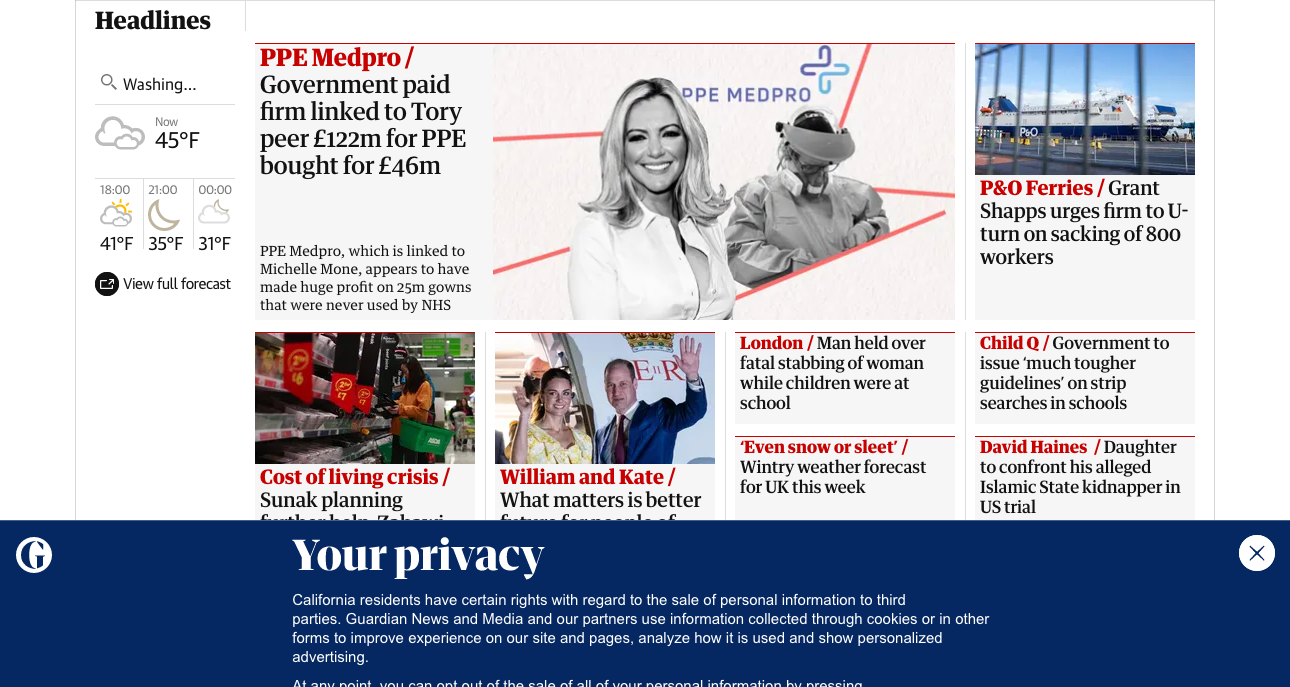 Headlines
Washing...
Now
45°F
18:00
21:00
00:00
41°F
35°F
31°F
View full forecast
PPE Medpro /
Government paid
firm linked to Tory
peer £122m for PPE
bought for £46m
PPE Medpro, which is linked to
Michelle Mone, appears to have
made huge profit on 25m gowns
that were never used by NHS
PPE MEDPRO
P&O
P&O Ferries / Grant
Shapps urges firm to U-
turn on sacking of 800
workers
ASDA
Cost of living crisis /
Sunak planning
further help, Zahawi
E II R
William and Kate /
What matters is better
future for people of
London / Man held over
fatal stabbing of woman
while children were at
school
‘Even snow or sleet’ /
Wintry weather forecast
for UK this week
Child Q / Government to
issue ‘much tougher
guidelines’ on strip
searches in schools
David Haines / Daughter
to confront his alleged
Islamic State kidnapper in
US trial
G
Your privacy
California residents have certain rights with regard to the sale of personal information to third
parties. Guardian News and Media and our partners use information collected through cookies or in other
forms to improve experience on our site and pages, analyze how it is used and show personalized
advertising.
At any point, you can opt out of the sale of all of your personal information by pressing